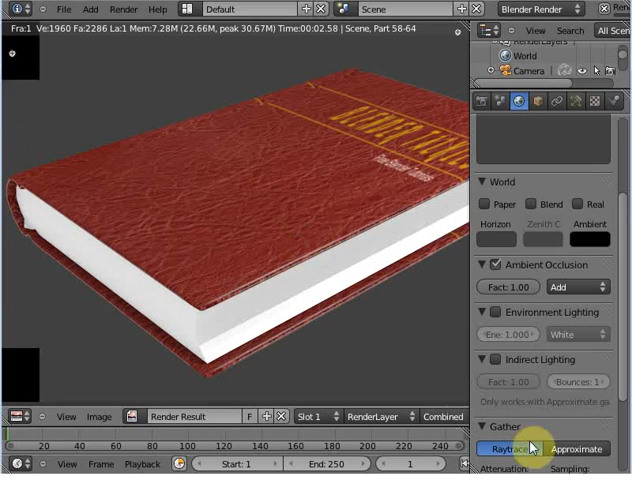 File Add Render Help Default Scene Blender Render
Fra:1 Ve:1960 Fa:2286 La:1 Mem:7.28M (22.66M, peak 30.67M) Time:00:02.58 | Scene, Part 58-64
View Search All Scen
RenderLayers
World
Camera
World
Paper Blend Real
Horizon Zenith C Ambient
Ambient Occlusion
Fact: 1.00 Add
Environment Lighting
Ene: 1.000 White
Indirect Lighting
Fact: 1.00 Bounces: 1
Only works with Approximate ga
Gather
Raytrace Approximate
Attenuation: Sampling:
View Image Render Result F Slot 1 RenderLayer Combined
20 40 60 80 100 120 140 160 180 200 220 240
View Frame Playback Start: 1 End: 250 1